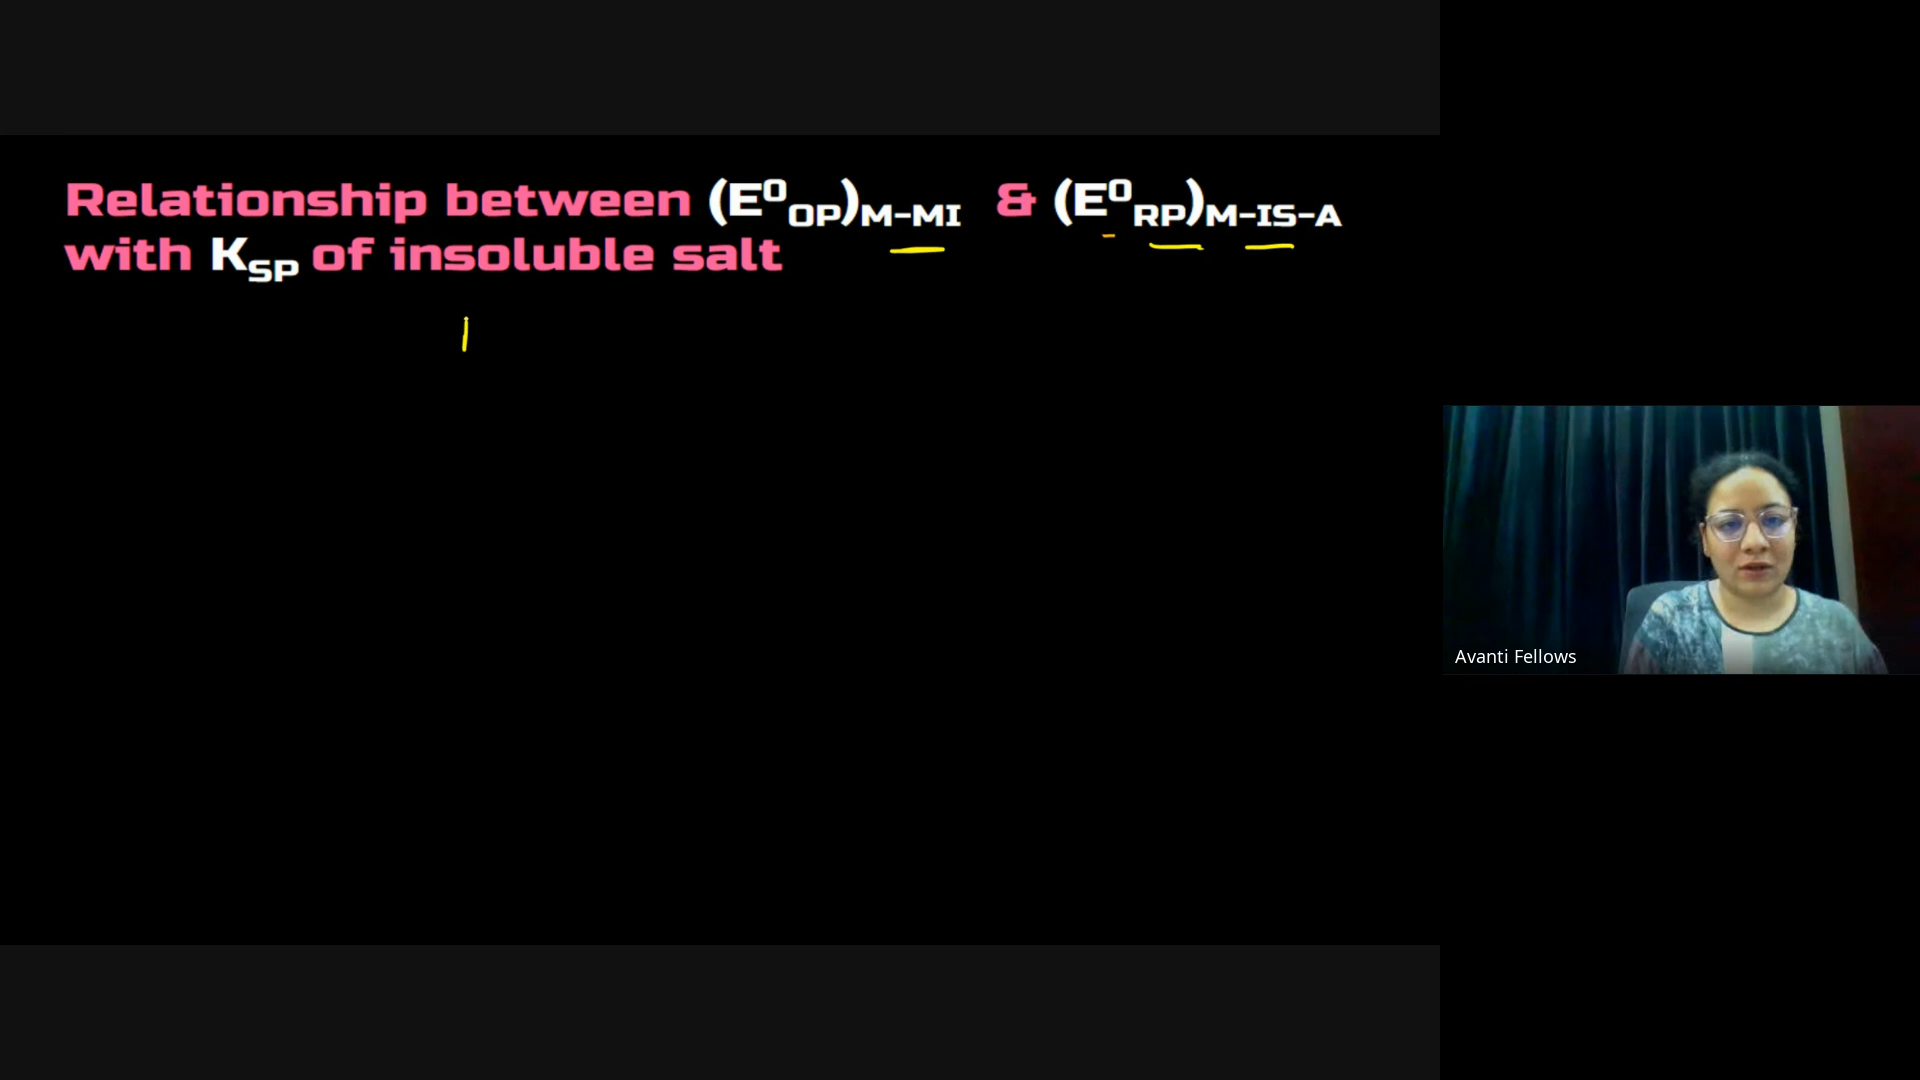 Relationship between (E⁰OP)M-MI & (E⁰RP)M-IS-A
with KSP of insoluble salt
Avanti Fellows